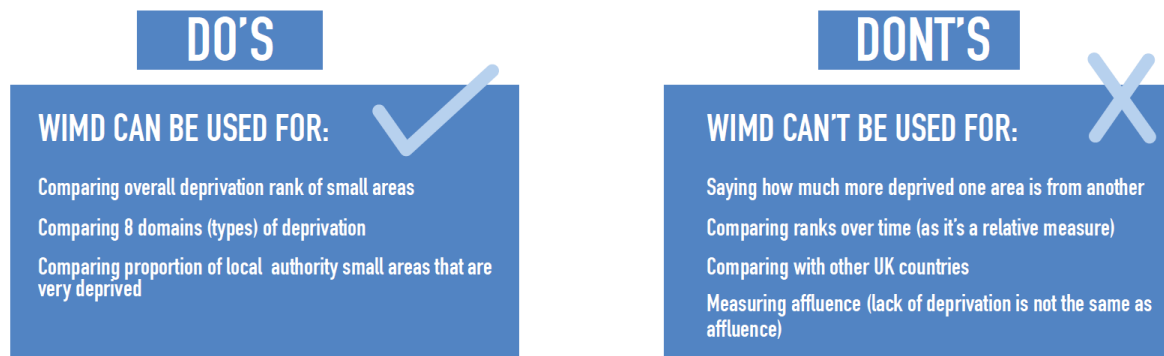 DO'S
WIMD CAN BE USED FOR:
Comparing overall deprivation rank of small areas
Comparing 8 domains (types) of deprivation
Comparing proportion of local authority small areas that are
very deprived
DONT'S
WIMD CAN'T BE USED FOR:
Saying how much more deprived one area is from another
Comparing ranks over time (as it's a relative measure)
Comparing with other UK countries
Measuring affluence (lack of deprivation is not the same as
affluence)